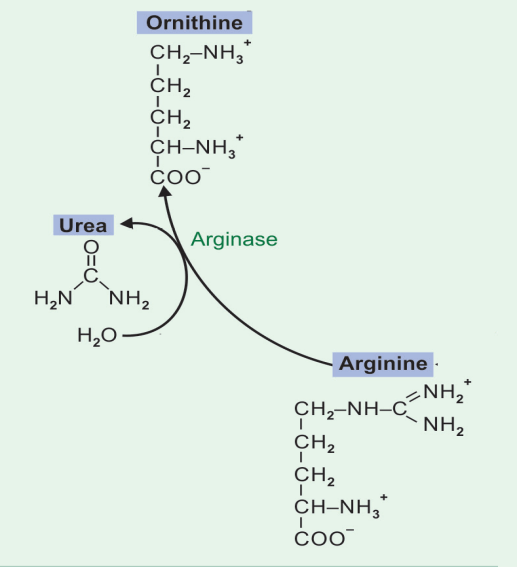 Ornithine
CH₂–NH₃⁺
CH₂
CH₂
CH–NH₃⁺
COO⁻
Urea
Arginase
O
C
H₂N
NH₂
H₂O
Arginine
CH₂–NH–C
NH₂⁺
NH₂
CH₂
CH₂
CH–NH₃⁺
COO⁻